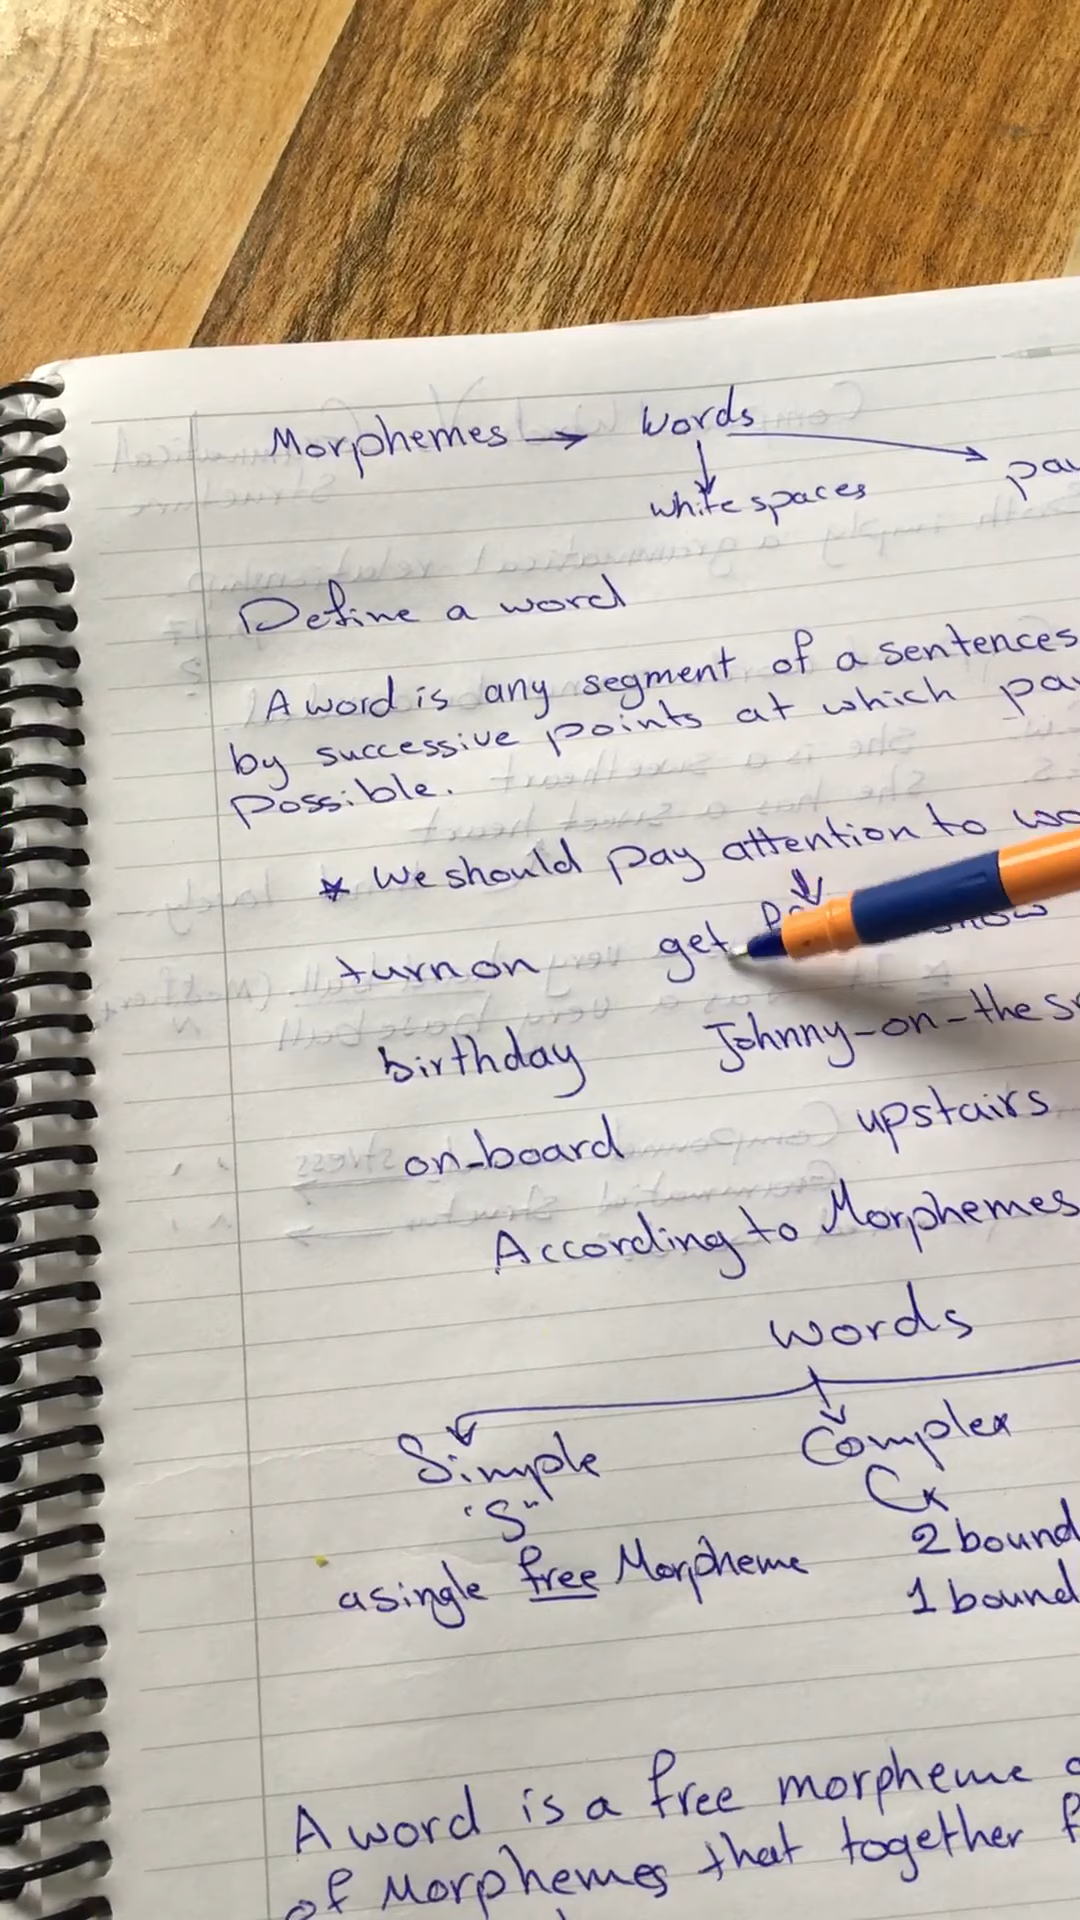 Morphemes → words
white spaces
Define a word
A word is any segment of a sentences
by successive points at which
possible.
* We should pay attention to
turn on get
birthday Johnny-on-the
on-board upstairs
According to Morphemes
words
Simple Complex
"S" Cx
a single free Morpheme 2 bound
1 bound
A word is a free morpheme
of Morphemes that together